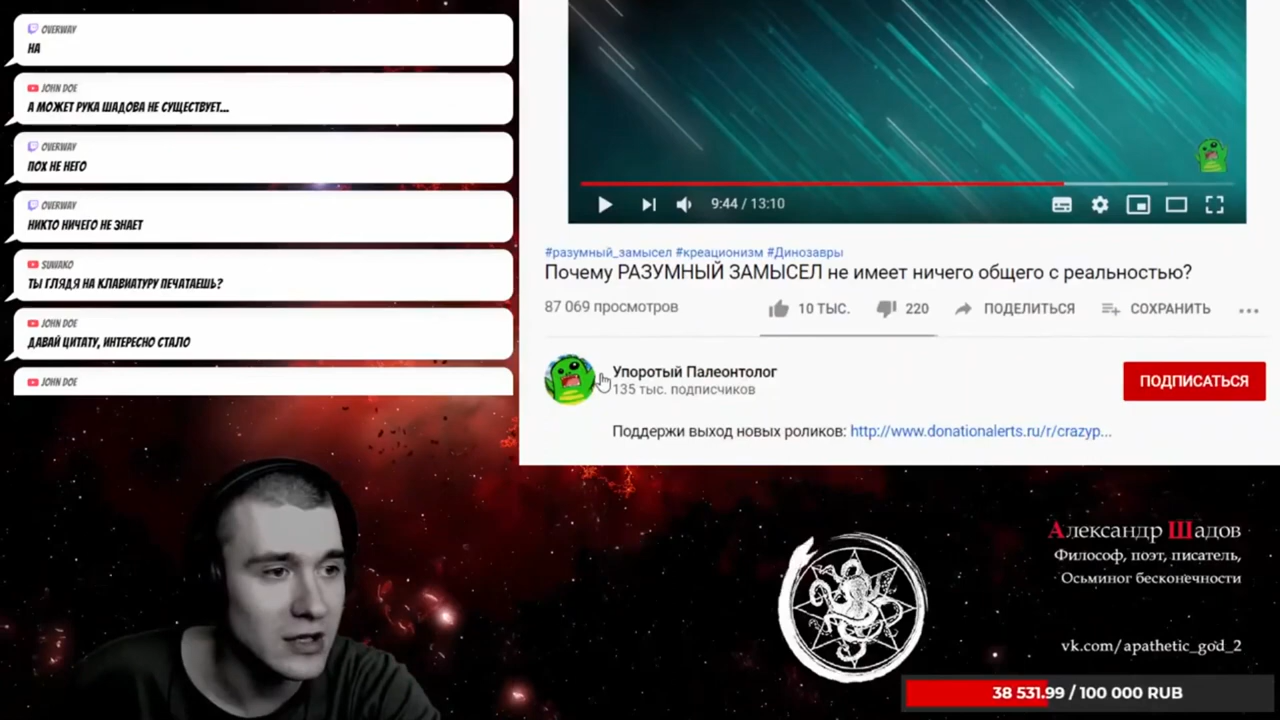 OVERWAY
НА
JOHN DOE
А МОЖЕТ РУКА ШАДОВА НЕ СУЩЕСТВУЕТ...
OVERWAY
ПОХ НЕ НЕГО
OVERWAY
НИКТО НИЧЕГО НЕ ЗНАЕТ
SUWAKO
ТЫ ГЛЯДЯ НА КЛАВИАТУРУ ПЕЧАТАЕШЬ?
JOHN DOE
ДАВАЙ ЦИТАТУ, ИНТЕРЕСНО СТАЛО
JOHN DOE
9:44 / 13:10
#разумный_замысел #креационизм #Динозавры
Почему РАЗУМНЫЙ ЗАМЫСЕЛ не имеет ничего общего с реальностью?
87 069 просмотров
10 ТЫС.
220
ПОДЕЛИТЬСЯ
СОХРАНИТЬ
Упоротый Палеонтолог
135 тыс. подписчиков
ПОДПИСАТЬСЯ
Поддержи выход новых роликов: http://www.donationalerts.ru/r/crazyp...
Александр Шадов
Философ, поэт, писатель,
Осьминог бесконечности
vk.com/apathetic_god_2
38 531.99 / 100 000 RUB